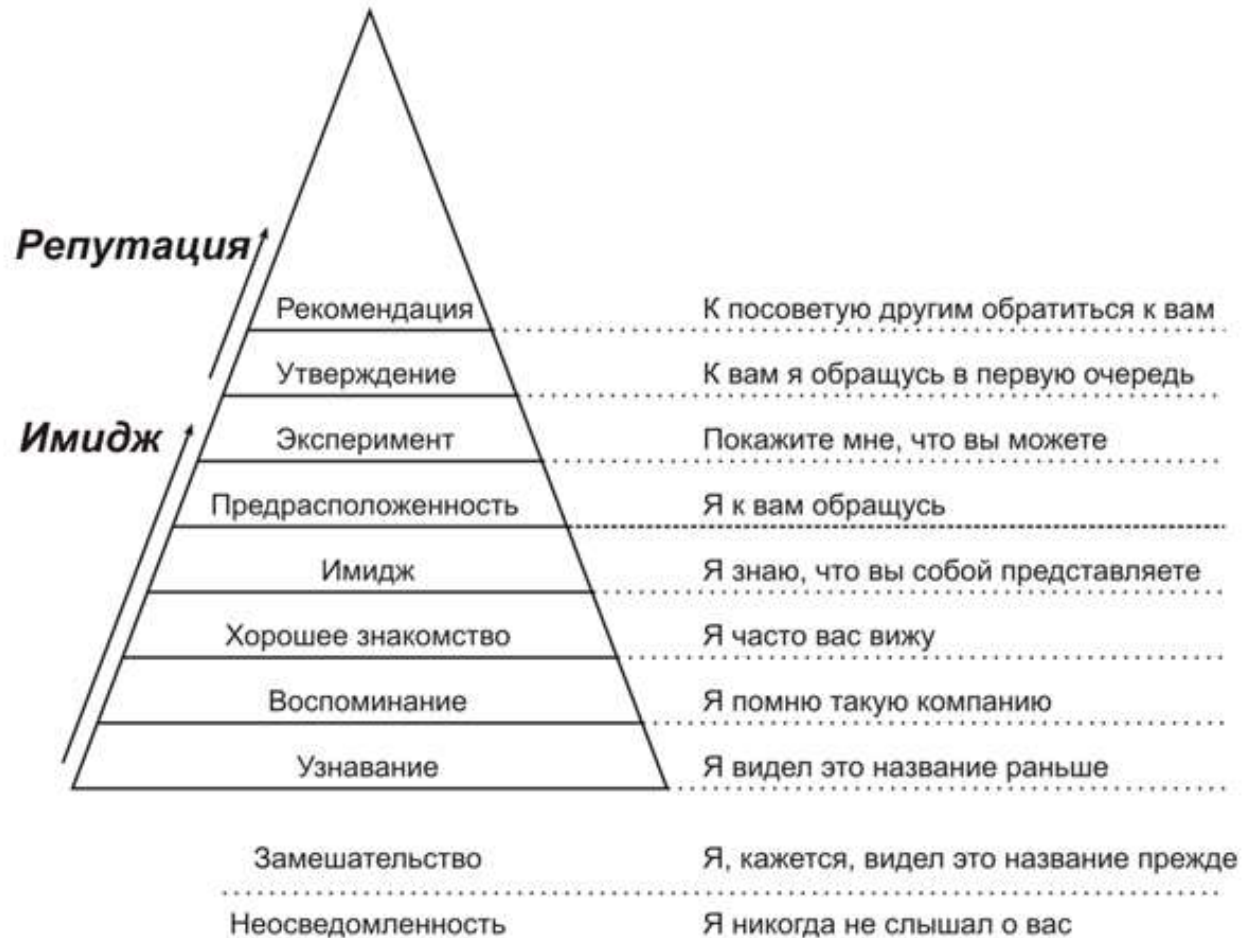 Репутация
Рекомендация К посоветую другим обратиться к вам
Утверждение К вам я обращусь в первую очередь
Имидж
Эксперимент Покажите мне, что вы можете
Предрасположенность Я к вам обращусь
Имидж Я знаю, что вы собой представляете
Хорошее знакомство Я часто вас вижу
Воспоминание Я помню такую компанию
Узнавание Я видел это название раньше
Замешательство Я, кажется, видел это название прежде
Неосведомленность Я никогда не слышал о вас